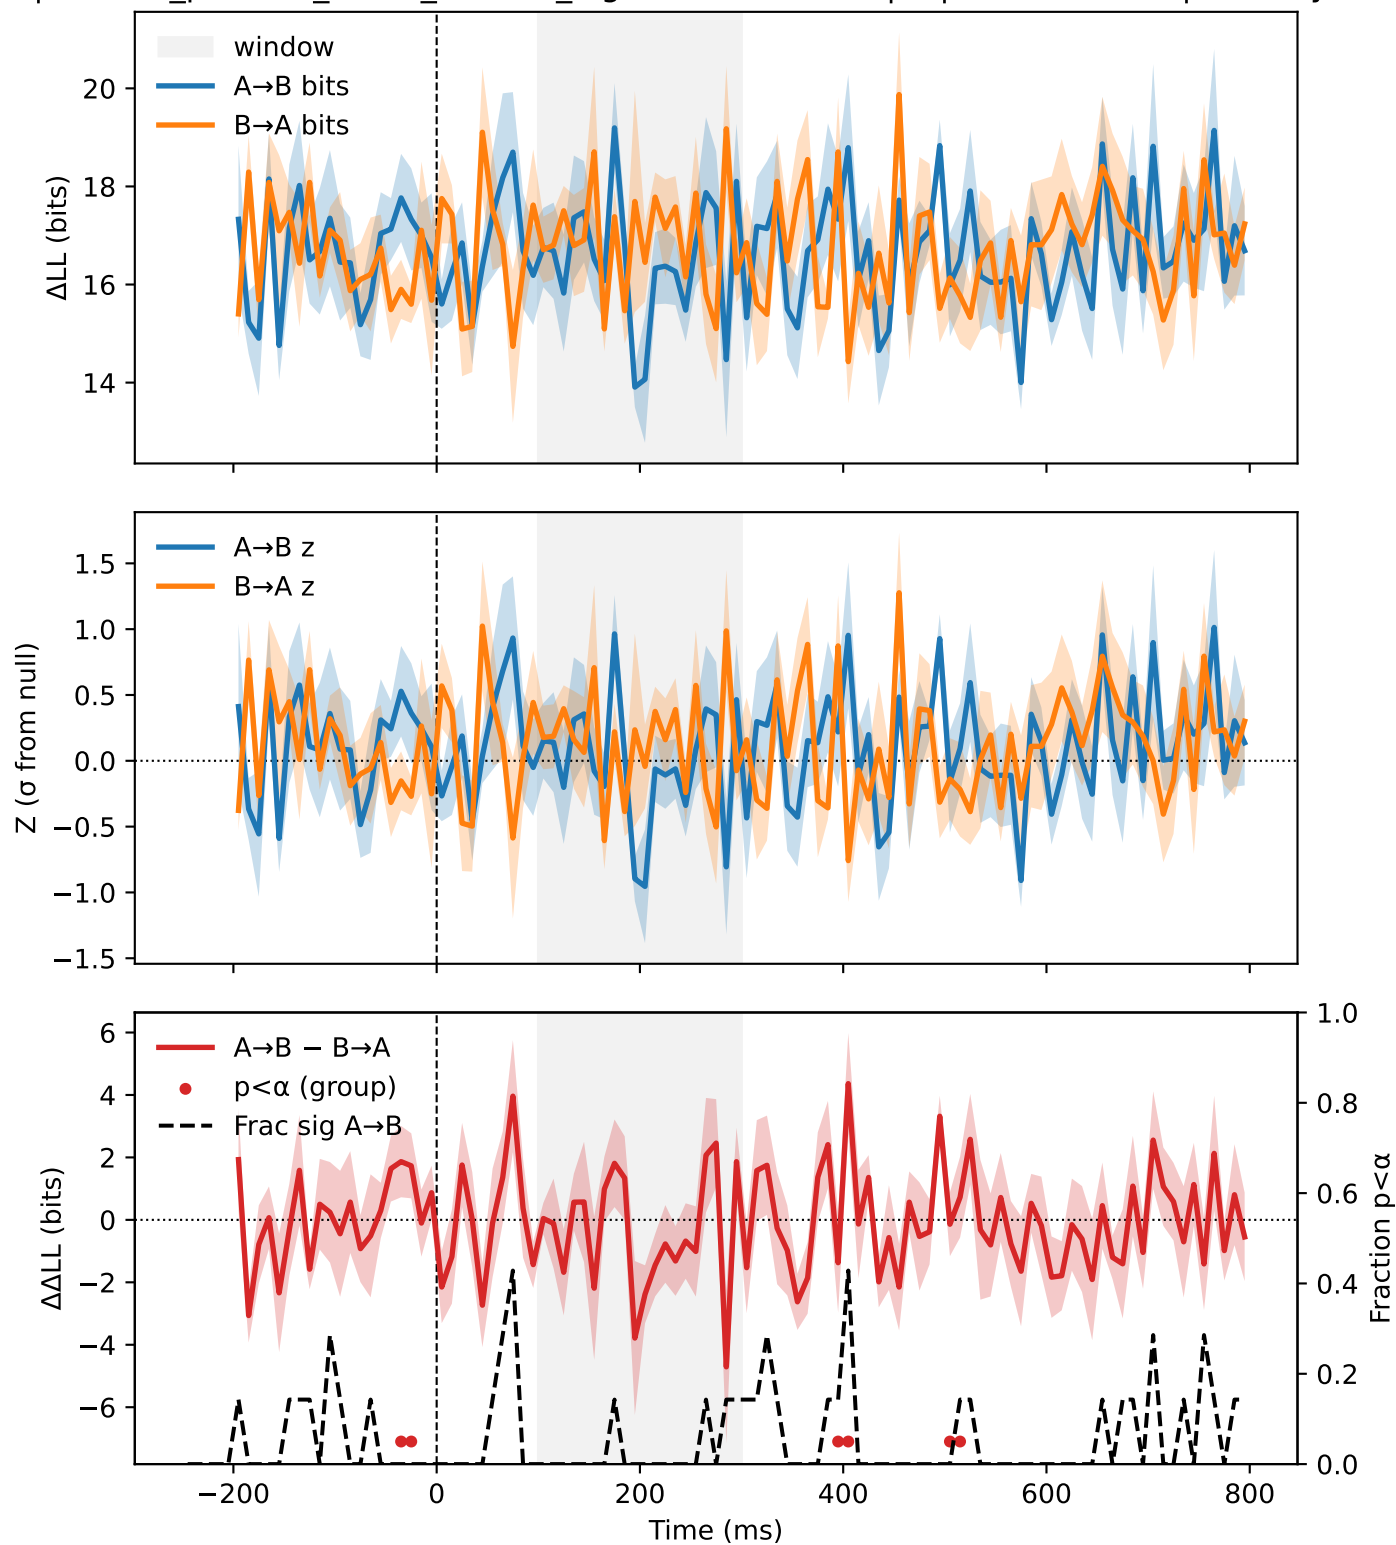 window
A→B bits
B→A bits
ΔLL (bits)
20
18
16
14
A→B z
B→A z
Z (σ from null)
1.5
1.0
0.5
0.0
−0.5
−1.0
−1.5
A→B − B→A
p<α (group)
Frac sig A→B
ΔΔLL (bits)
6
4
2
0
−2
−4
−6
1.0
0.8
0.6
0.4
0.2
0.0
Fraction p<α
−200
0
200
400
600
800
Time (ms)